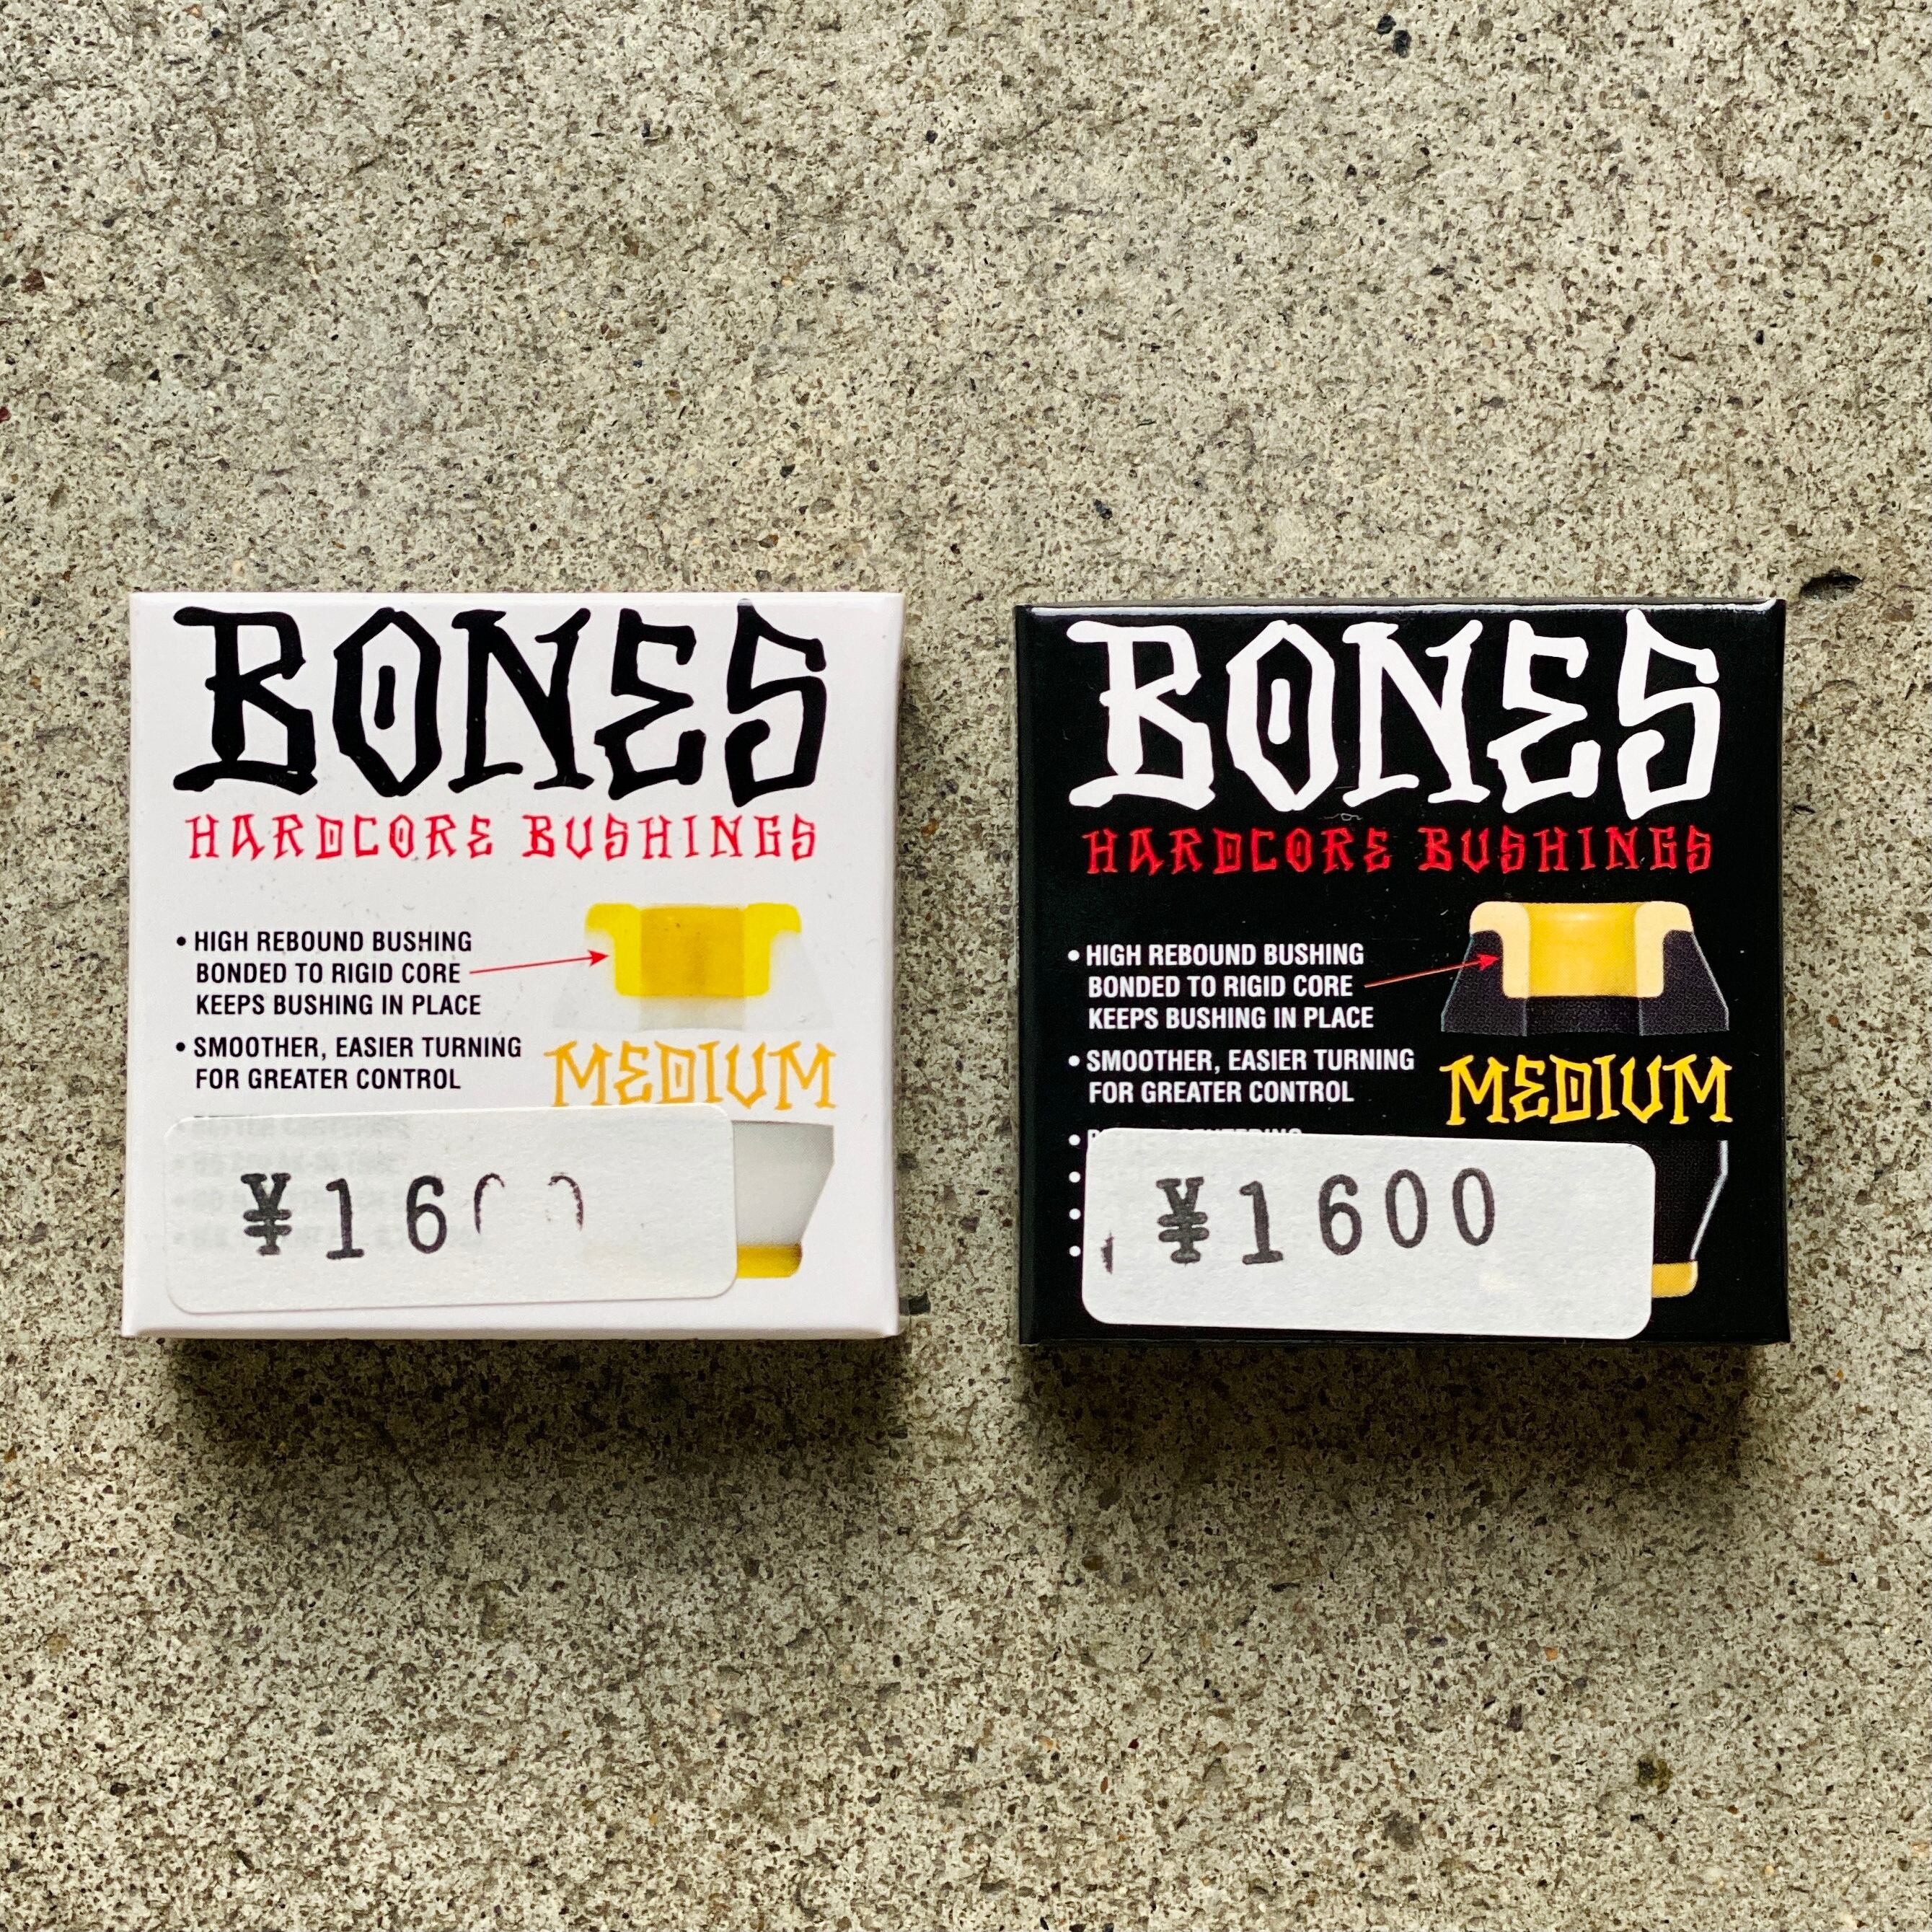 BONES
HARDCORE BUSHINGS
• HIGH REBOUND BUSHING
BONDED TO RIGID CORE
KEEPS BUSHING IN PLACE
• SMOOTHER, EASIER TURNING
FOR GREATER CONTROL
MEDIUM
¥16
BONES
HARDCORE BUSHINGS
• HIGH REBOUND BUSHING
BONDED TO RIGID CORE
KEEPS BUSHING IN PLACE
• SMOOTHER, EASIER TURNING
FOR GREATER CONTROL
MEDIUM
¥1600